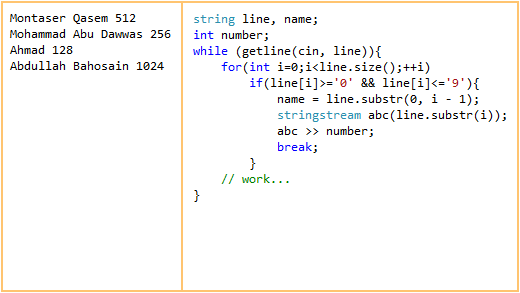 Montaser Qasem 512
Mohammad Abu Dawwas 256
Ahmad 128
Abdullah Bahosain 1024
string line, name;
int number;
while (getline(cin, line)){
    for(int i=0;i<line.size();++i)
        if(line[i]>='0' && line[i]<='9'){
            name = line.substr(0, i - 1);
            stringstream abc(line.substr(i));
            abc >> number;
            break;
        }
    // work...
}